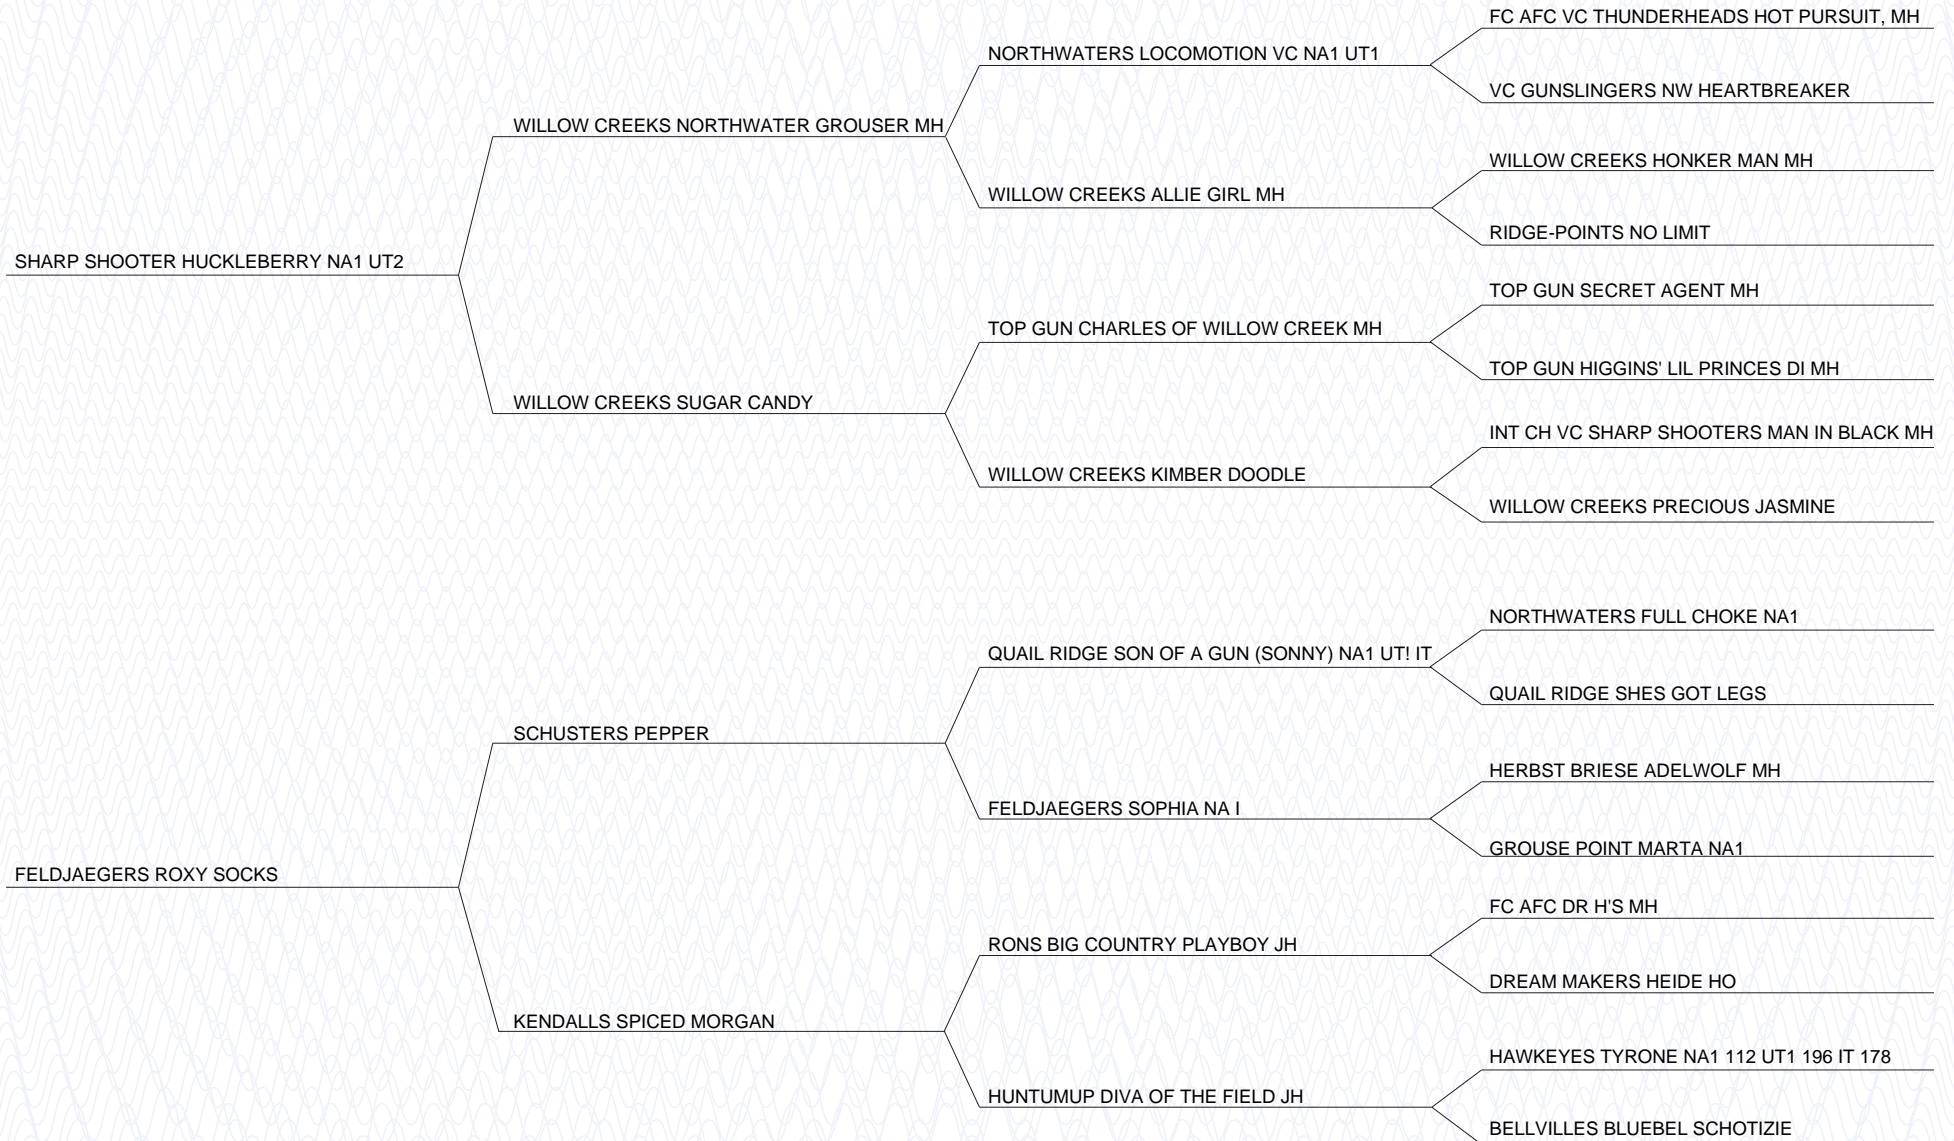 FC AFC VC THUNDERHEADS HOT PURSUIT, MH
NORTHWATERS LOCOMOTION VC NA1 UT1
VC GUNSLINGERS NW HEARTBREAKER
WILLOW CREEKS NORTHWATER GROUSER MH
WILLOW CREEKS HONKER MAN MH
WILLOW CREEKS ALLIE GIRL MH
RIDGE-POINTS NO LIMIT
SHARP SHOOTER HUCKLEBERRY NA1 UT2
TOP GUN SECRET AGENT MH
TOP GUN CHARLES OF WILLOW CREEK MH
TOP GUN HIGGINS' LIL PRINCES DI MH
WILLOW CREEKS SUGAR CANDY
INT CH VC SHARP SHOOTERS MAN IN BLACK MH
WILLOW CREEKS KIMBER DOODLE
WILLOW CREEKS PRECIOUS JASMINE
NORTHWATERS FULL CHOKE NA1
QUAIL RIDGE SON OF A GUN (SONNY) NA1 UT! IT
QUAIL RIDGE SHES GOT LEGS
SCHUSTERS PEPPER
HERBST BRIESE ADELWOLF MH
FELDJAEGERS SOPHIA NA I
GROUSE POINT MARTA NA1
FELDJAEGERS ROXY SOCKS
FC AFC DR H'S MH
RONS BIG COUNTRY PLAYBOY JH
DREAM MAKERS HEIDE HO
KENDALLS SPICED MORGAN
HAWKEYES TYRONE NA1 112 UT1 196 IT 178
HUNTUMUP DIVA OF THE FIELD JH
BELLVILLES BLUEBEL SCHOTIZIE